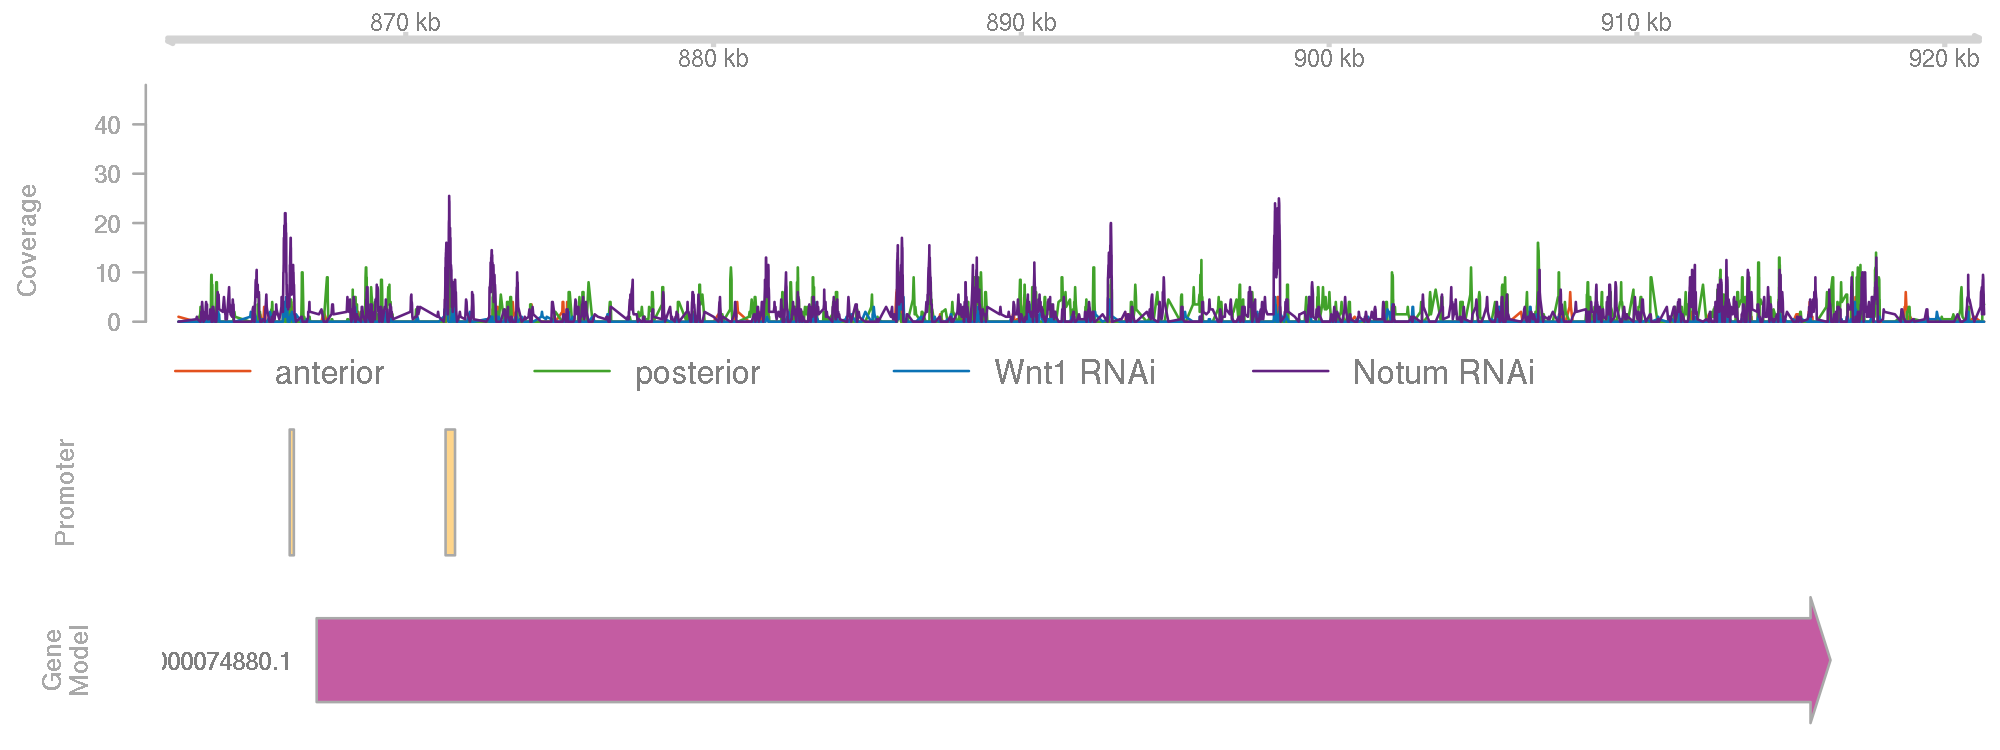 870 kb 890 kb 910 kb
880 kb 900 kb 920 kb
Coverage
40
30
20
10
0
anterior posterior Wnt1 RNAi Notum RNAi
Promoter
Gene
Model
000074880.1